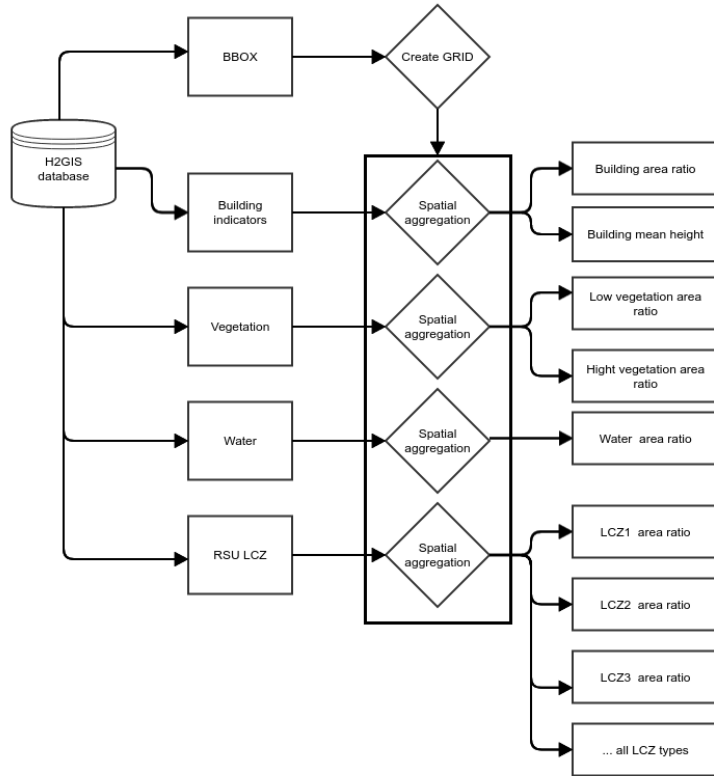 BBOX
Create GRID
H2GIS
database
Building
indicators
Spatial
aggregation
Building area ratio
Building mean height
Vegetation
Spatial
aggregation
Low vegetation area
ratio
Hight vegetation area
ratio
Water
Spatial
aggregation
Water area ratio
RSU LCZ
Spatial
aggregation
LCZ1 area ratio
LCZ2 area ratio
LCZ3 area ratio
... all LCZ types